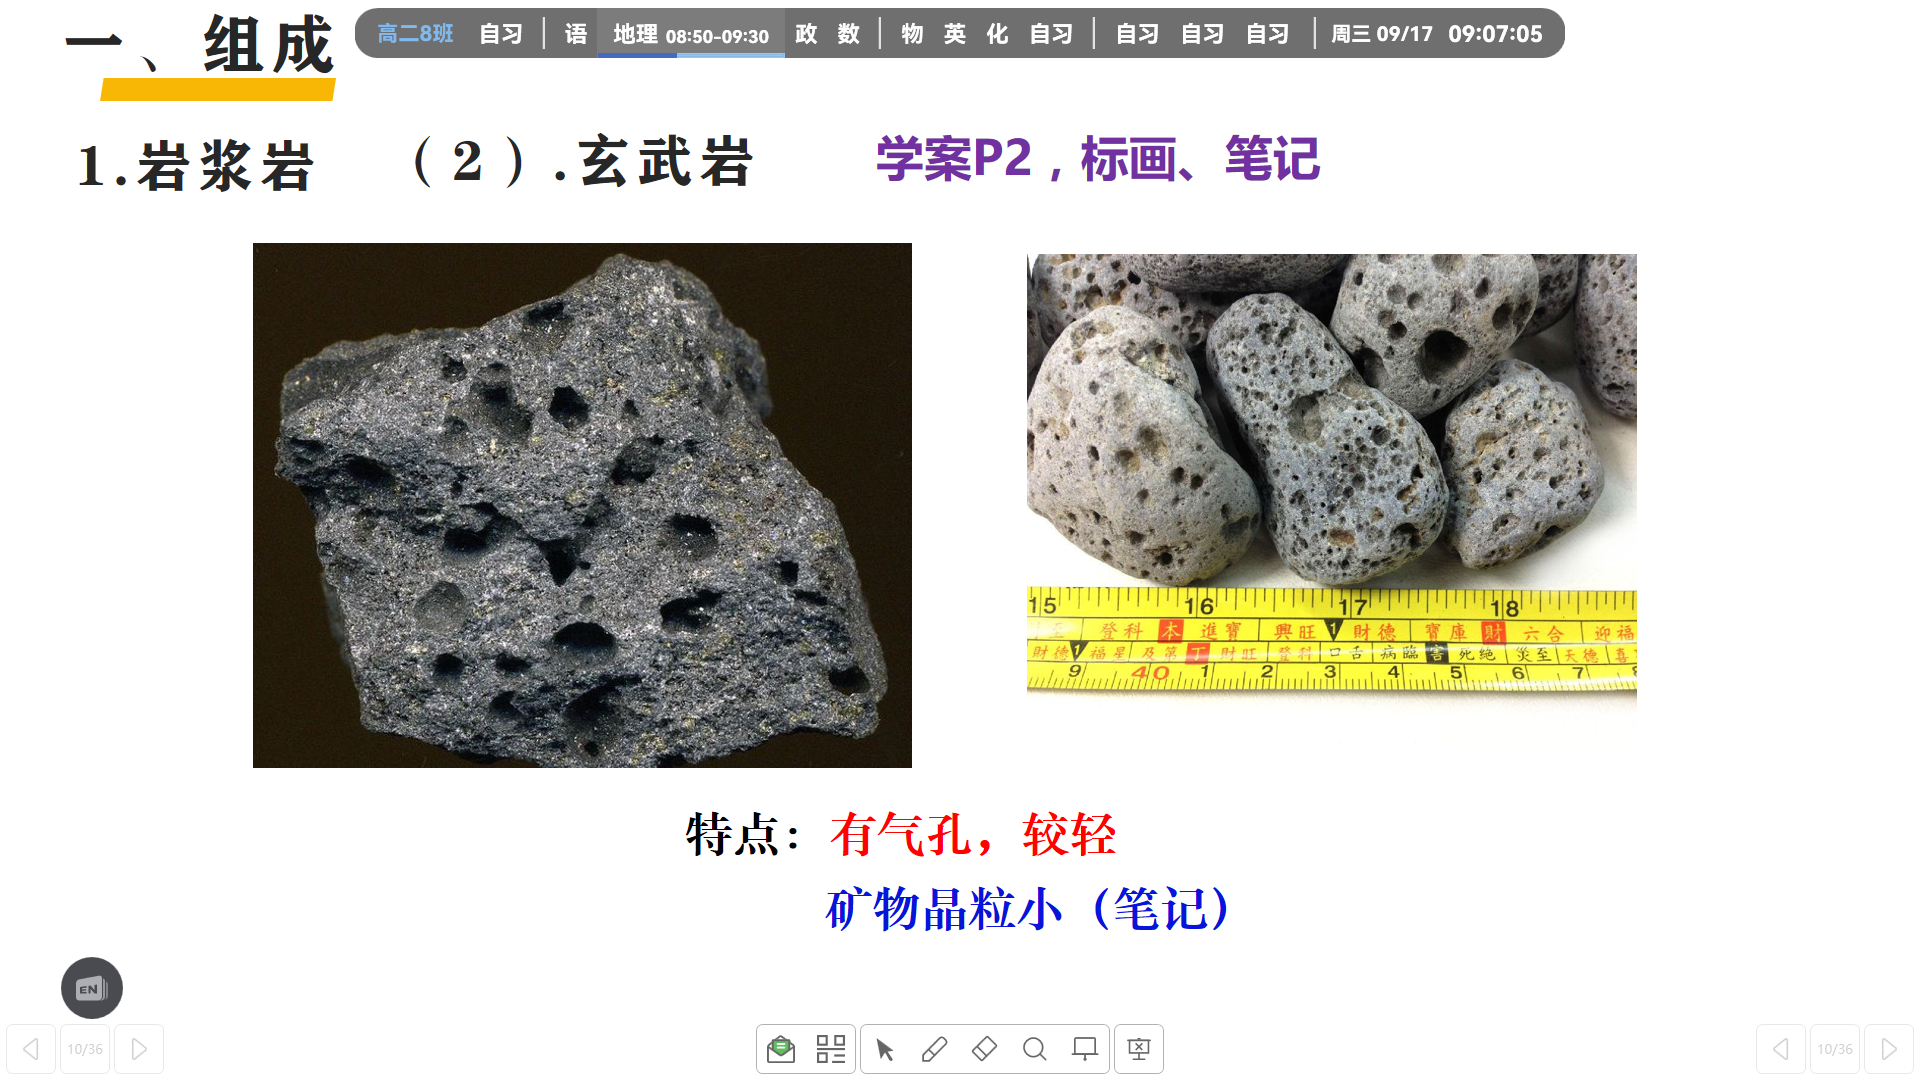 一、组成
高二8班 自习 语 地理 08:50-09:30 政 数 物 英 化 自习 自习 自习 自习 周三 09/17 09:07:05
1.岩浆岩 （2）.玄武岩 学案P2，标画、笔记
15 16 17 18
登科 本 進寶 興旺 1 財德 寶庫 財 六合 迎福
財德 1 福星 及第 丁 財旺 登科 口舌 病臨 害 死絶 災至 天德 喜
9 40 1 2 3 4 5 6 7
特点：有气孔，较轻
矿物晶粒小（笔记）
EN
10/36 10/36